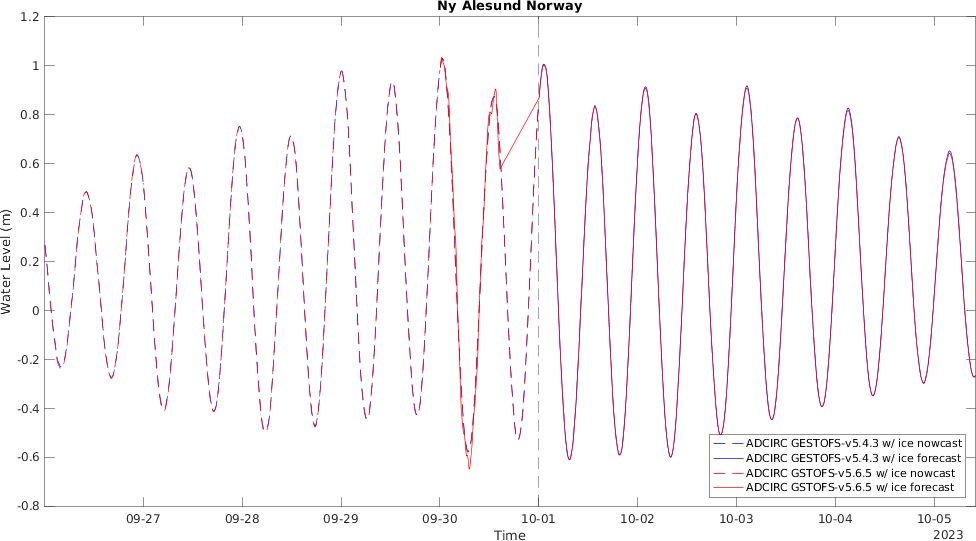 Ny Alesund Norway
1.2
1
0.8
0.6
0.4
0.2
0
-0.2
-0.4
-0.6
-0.8
Water Level (m)
09-27 09-28 09-29 09-30 10-01 10-02 10-03 10-04 10-05
Time
2023
ADCIRC GESTOFS-v5.4.3 w/ ice nowcast
ADCIRC GESTOFS-v5.4.3 w/ ice forecast
ADCIRC GSTOFS-v5.6.5 w/ ice nowcast
ADCIRC GSTOFS-v5.6.5 w/ ice forecast